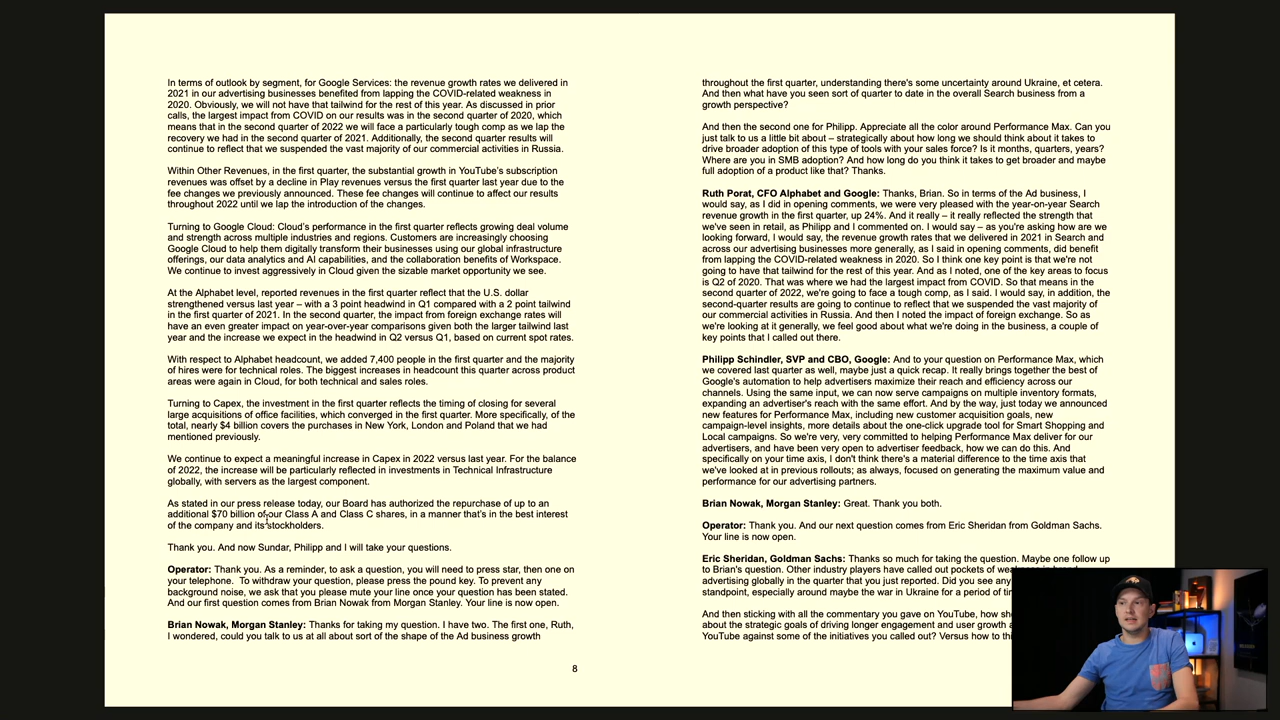 In terms of outlook by segment, for Google Services: the revenue growth rates we delivered in
2021 in our advertising businesses benefited from lapping the COVID-related weakness in
2020. Obviously, we will not have that tailwind for the rest of this year. As discussed in prior
calls, the largest impact from COVID on our results was in the second quarter of 2020, which
means that in the second quarter of 2022 we will face a particularly tough comp as we lap the
recovery we had in the second quarter of 2021. Additionally, the second quarter results will
continue to reflect that we suspended the vast majority of our commercial activities in Russia.
Within Other Revenues, in the first quarter, the substantial growth in YouTube's subscription
revenues was offset by a decline in Play revenues versus the first quarter last year due to the
fee changes we previously announced. These fee changes will continue to affect our results
throughout 2022 until we lap the introduction of the changes.
Turning to Google Cloud: Cloud's performance in the first quarter reflects growing deal volume
and strength across multiple industries and regions. Customers are increasingly choosing
Google Cloud to help them digitally transform their businesses using our global infrastructure
offerings, our data analytics and AI capabilities, and the collaboration benefits of Workspace.
We continue to invest aggressively in Cloud given the sizable market opportunity we see.
At the Alphabet level, reported revenues in the first quarter reflect that the U.S. dollar
strengthened versus last year – with a 3 point headwind in Q1 compared with a 2 point tailwind
in the first quarter of 2021. In the second quarter, the impact from foreign exchange rates will
have an even greater impact on year-over-year comparisons given both the larger tailwind last
year and the increase we expect in the headwind in Q2 versus Q1, based on current spot rates.
With respect to Alphabet headcount, we added 7,400 people in the first quarter and the majority
of hires were for technical roles. The biggest increases in headcount this quarter across product
areas were again in Cloud, for both technical and sales roles.
Turning to Capex, the investment in the first quarter reflects the timing of closing for several
large acquisitions of office facilities, which converged in the first quarter. More specifically, of the
total, nearly $4 billion covers the purchases in New York, London and Poland that we had
mentioned previously.
We continue to expect a meaningful increase in Capex in 2022 versus last year. For the balance
of 2022, the increase will be particularly reflected in investments in Technical Infrastructure
globally, with servers as the largest component.
As stated in our press release today, our Board has authorized the repurchase of up to an
additional $70 billion of our Class A and Class C shares, in a manner that's in the best interest
of the company and its stockholders.
Thank you. And now Sundar, Philipp and I will take your questions.
Operator: Thank you. As a reminder, to ask a question, you will need to press star, then one on
your telephone. To withdraw your question, please press the pound key. To prevent any
background noise, we ask that you please mute your line once your question has been stated.
And our first question comes from Brian Nowak from Morgan Stanley. Your line is now open.
Brian Nowak, Morgan Stanley: Thanks for taking my question. I have two. The first one, Ruth,
I wondered, could you talk to us at all about sort of the shape of the Ad business growth
8
throughout the first quarter, understanding there's some uncertainty around Ukraine, et cetera.
And then what have you seen sort of quarter to date in the overall Search business from a
growth perspective?
And then the second one for Philipp. Appreciate all the color around Performance Max. Can you
just talk to us a little bit about – strategically about how long we should think about it takes to
drive broader adoption of this type of tools with your sales force? Is it months, quarters, years?
Where are you in SMB adoption? And how long do you think it takes to get broader and maybe
full adoption of a product like that? Thanks.
Ruth Porat, CFO Alphabet and Google: Thanks, Brian. So in terms of the Ad business, I
would say, as I did in opening comments, we were very pleased with the year-on-year Search
revenue growth in the first quarter, up 24%. And it really – it really reflected the strength that
we've seen in retail, as Philipp and I commented on. I would say – as you're asking how are we
looking forward, I would say, the revenue growth rates that we delivered in 2021 in Search and
across our advertising businesses more generally, as I said in opening comments, did benefit
from lapping the COVID-related weakness in 2020. So I think one key point is that we're not
going to have that tailwind for the rest of this year. And as I noted, one of the key areas to focus
is Q2 of 2020. That was where we had the largest impact from COVID. So that means in the
second quarter of 2022, we're going to face a tough comp, as I said. I would say, in addition, the
second-quarter results are going to continue to reflect that we suspended the vast majority of
our commercial activities in Russia. And then I noted the impact of foreign exchange. So as
we're looking at it generally, we feel good about what we're doing in the business, a couple of
key points that I called out there.
Philipp Schindler, SVP and CBO, Google: And to your question on Performance Max, which
we covered last quarter as well, maybe just a quick recap. It really brings together the best of
Google's automation to help advertisers maximize their reach and efficiency across our
channels. Using the same input, we can now serve campaigns on multiple inventory formats,
expanding an advertiser's reach with the same effort. And by the way, just today we announced
new features for Performance Max, including new customer acquisition goals, new
campaign-level insights, more details about the one-click upgrade tool for Smart Shopping and
Local campaigns. So we're very, very committed to helping Performance Max deliver for our
advertisers, and have been very open to advertiser feedback, how we can do this. And
specifically on your time axis, I don't think there's a material difference to the time axis that
we've looked at in previous rollouts; as always, focused on generating the maximum value and
performance for our advertising partners.
Brian Nowak, Morgan Stanley: Great. Thank you both.
Operator: Thank you. And our next question comes from Eric Sheridan from Goldman Sachs.
Your line is now open.
Eric Sheridan, Goldman Sachs: Thanks so much for taking the question. Maybe one follow up
to Brian's question. Other industry players have called out pockets of
advertising globally in the quarter that you just reported. Did you see any
standpoint, especially around maybe the war in Ukraine for a period of
And then sticking with all the commentary you gave on YouTube, how
about the strategic goals of driving longer engagement and user growth
YouTube against some of the initiatives you called out? Versus how to